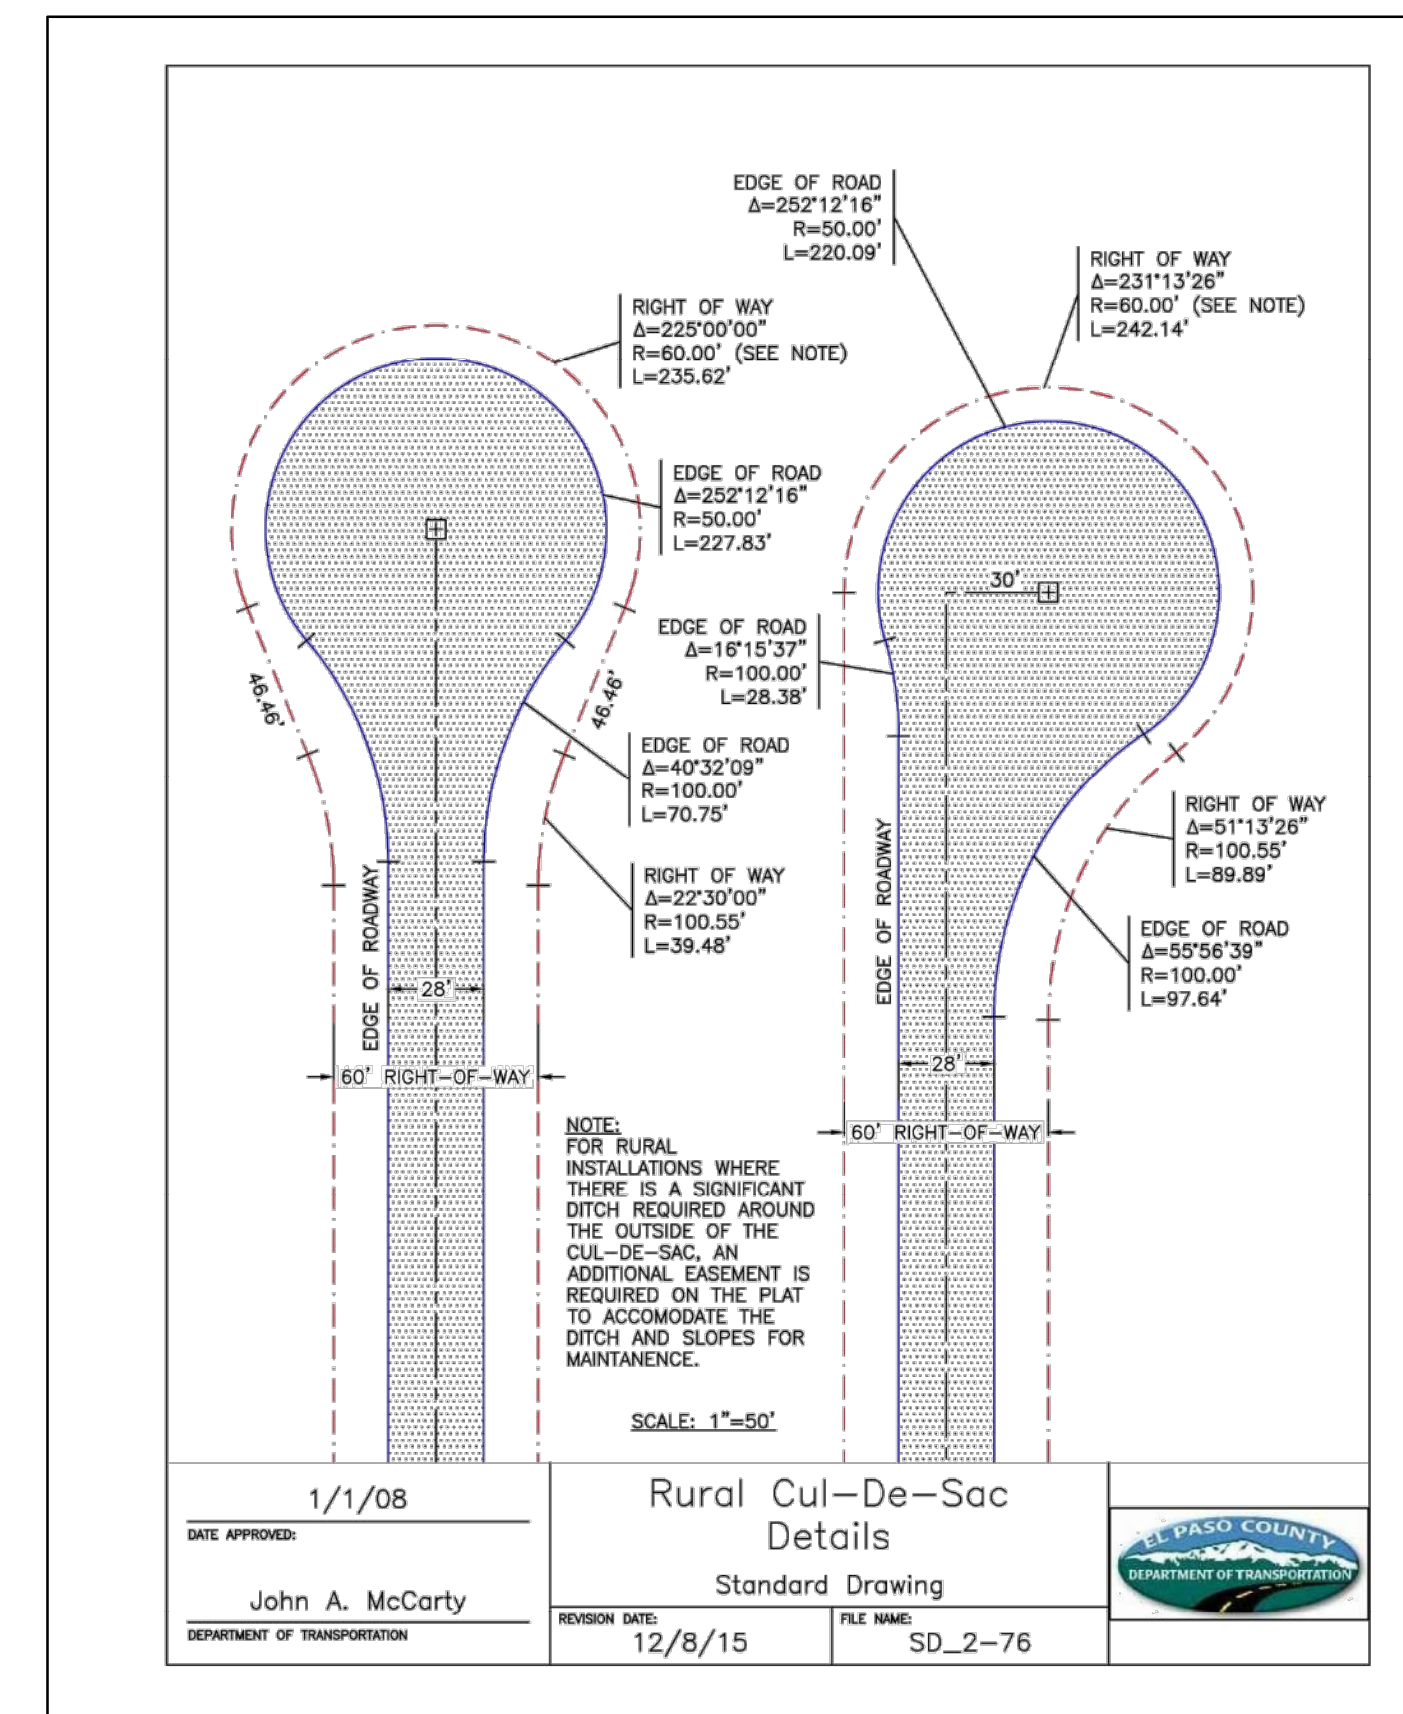 EDGE OF ROAD
Δ=252°12'16"
R=50.00'
L=220.09'
RIGHT OF WAY
Δ=231°13'26"
R=60.00' (SEE NOTE)
L=242.14'
RIGHT OF WAY
Δ=225°00'00"
R=60.00' (SEE NOTE)
L=235.62'
EDGE OF ROAD
Δ=252°12'16"
R=50.00'
L=227.83'
30'
EDGE OF ROAD
Δ=16°15'37"
R=100.00'
L=28.38'
46.46'
46.46'
EDGE OF ROAD
Δ=40°32'09"
R=100.00'
L=70.75'
RIGHT OF WAY
Δ=51°13'26"
R=100.55'
L=89.89'
RIGHT OF WAY
Δ=22°30'00"
R=100.55'
L=39.48'
EDGE OF ROADWAY
EDGE OF ROADWAY
EDGE OF ROAD
Δ=55°56'39"
R=100.00'
L=97.64'
28'
28'
60' RIGHT-OF-WAY
60' RIGHT-OF-WAY
NOTE:
FOR RURAL
INSTALLATIONS WHERE
THERE IS A SIGNIFICANT
DITCH REQUIRED AROUND
THE OUTSIDE OF THE
CUL-DE-SAC, AN
ADDITIONAL EASEMENT IS
REQUIRED ON THE PLAT
TO ACCOMODATE THE
DITCH AND SLOPES FOR
MAINTANENCE.
SCALE: 1"=50'
1/1/08
DATE APPROVED:
John A. McCarty
DEPARTMENT OF TRANSPORTATION
Rural Cul-De-Sac
Details
Standard Drawing
REVISION DATE:
12/8/15
FILE NAME:
SD_2-76
EL PASO COUNTY
DEPARTMENT OF TRANSPORTATION